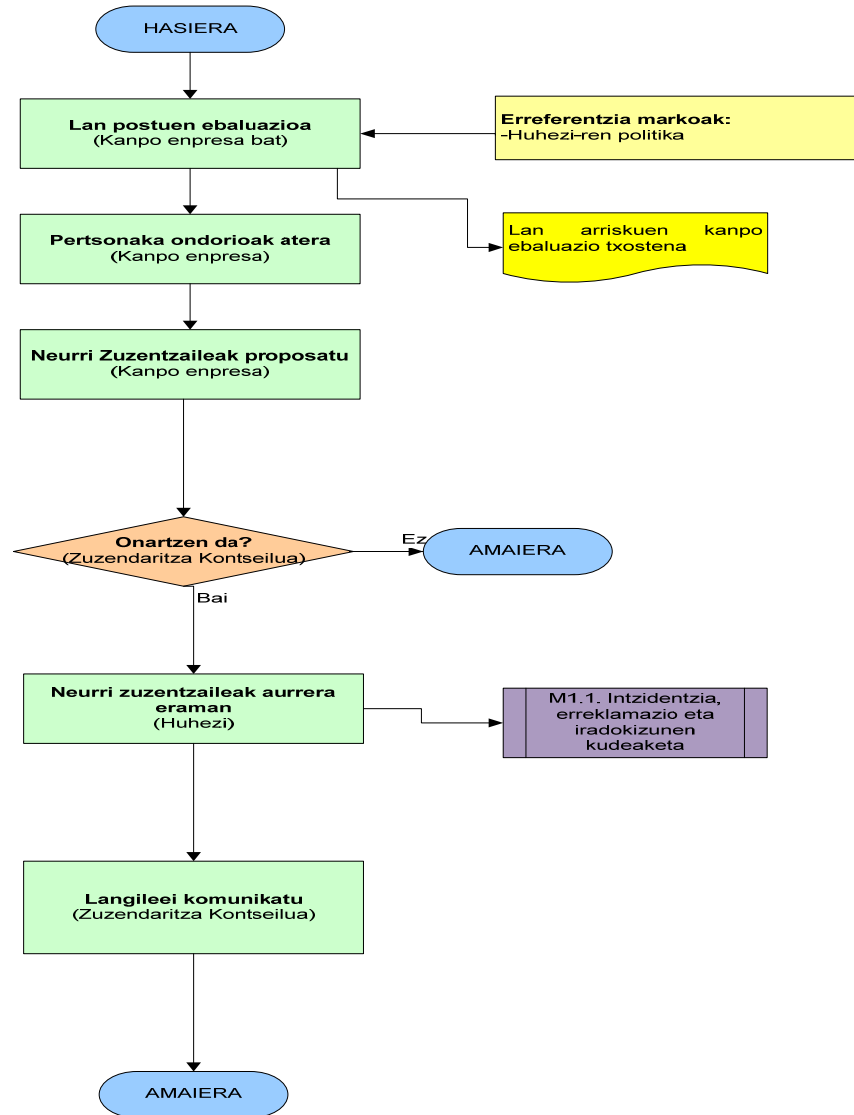 HASIERA
Lan postuen ebaluazioa
(Kanpo enpresa bat)
Erreferentzia markoak:
-Huhezi-ren politika
Pertsonaka ondorioak atera
(Kanpo enpresa)
Lan arriskuen kanpo
ebaluazio txostena
Neurri Zuzentzaileak proposatu
(Kanpo enpresa)
Onartzen da?
(Zuzendaritza Kontseilua)
Ez
AMAIERA
Bai
Neurri zuzentzaileak aurrera
eraman
(Huhezi)
M1.1. Intzidentzia,
erreklamazio eta
iradokizunen
kudeaketa
Langileei komunikatu
(Zuzendaritza Kontseilua)
AMAIERA